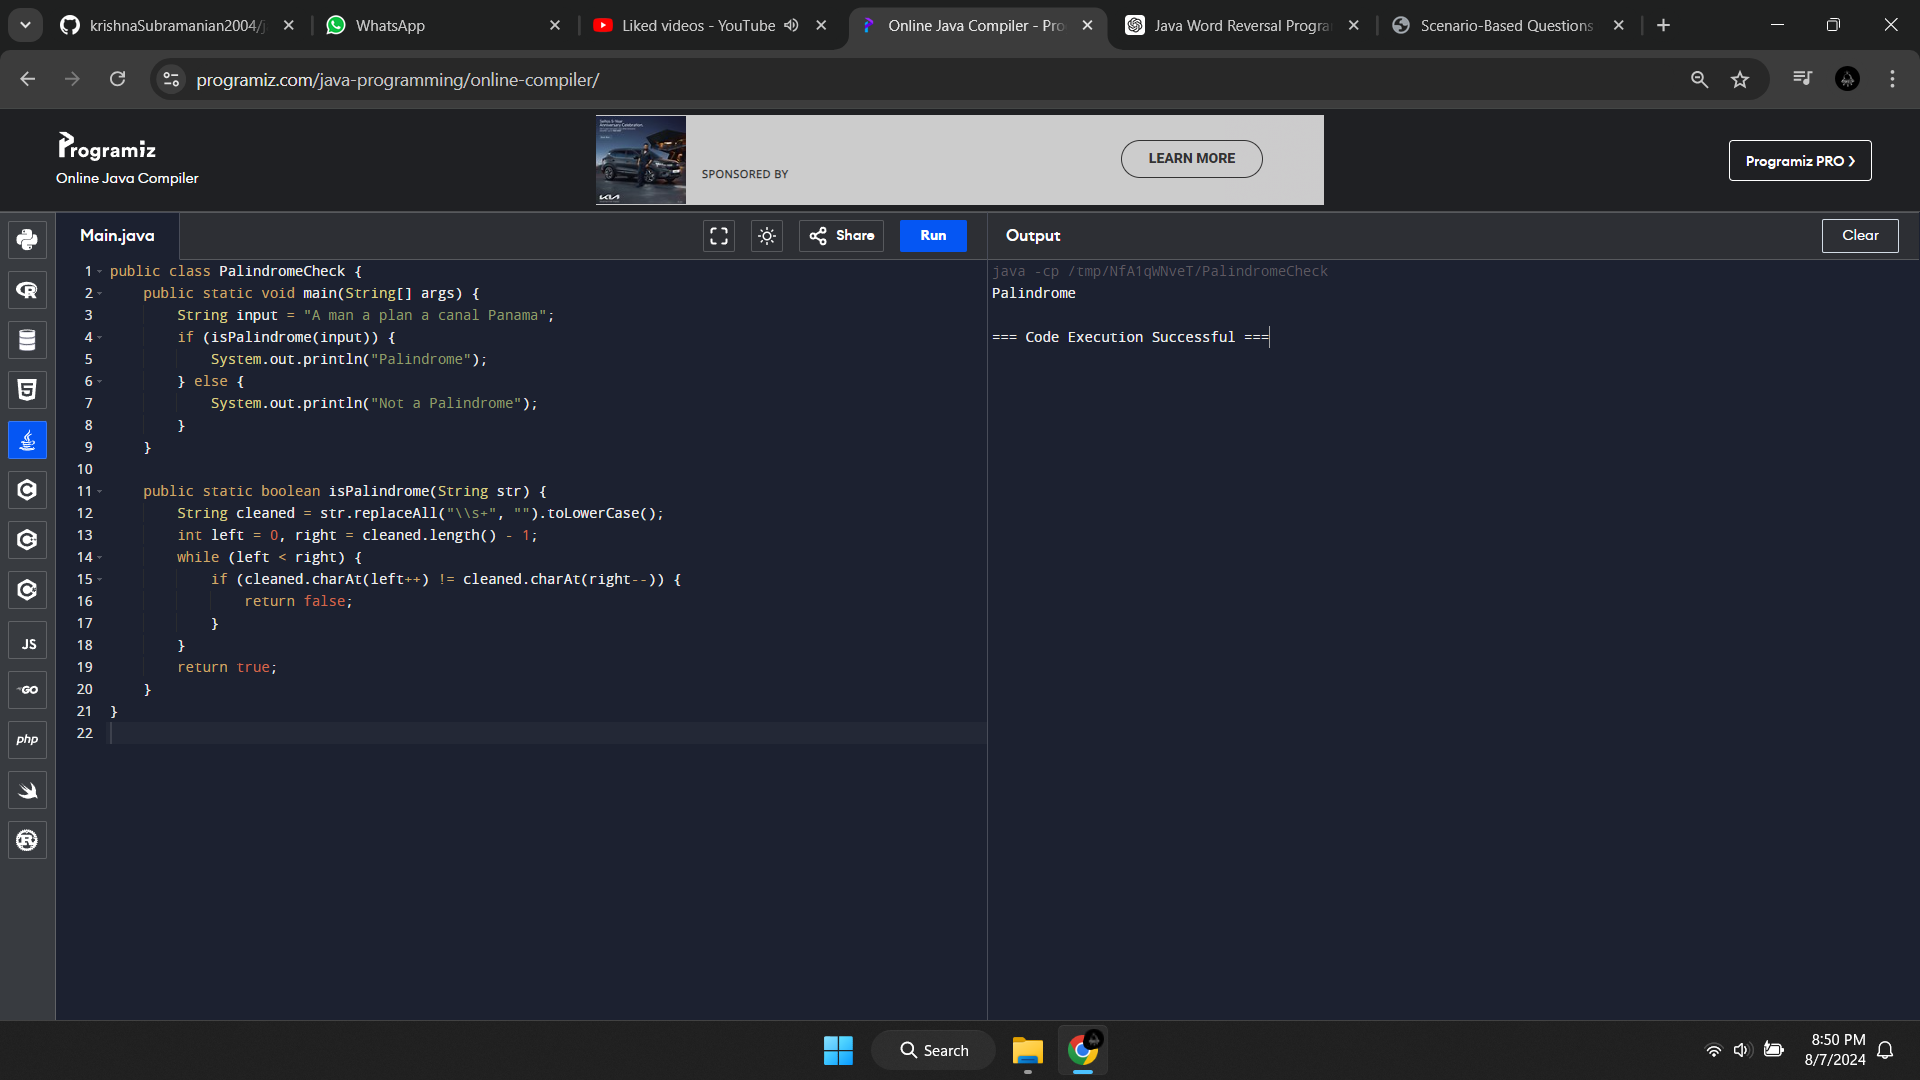 krishnaSubramanian2004/j
WhatsApp
Liked videos - YouTube
Online Java Compiler - Pro
Java Word Reversal Progra
Scenario-Based Questions
programiz.com/java-programming/online-compiler/
Programiz
Online Java Compiler
SPONSORED BY
LEARN MORE
Programiz PRO >
Main.java
Share
Run
Output
Clear
1 public class PalindromeCheck {
2     public static void main(String[] args) {
3         String input = "A man a plan a canal Panama";
4         if (isPalindrome(input)) {
5             System.out.println("Palindrome");
6         } else {
7             System.out.println("Not a Palindrome");
8         }
9     }
10
11     public static boolean isPalindrome(String str) {
12         String cleaned = str.replaceAll("\\s+", "").toLowerCase();
13         int left = 0, right = cleaned.length() - 1;
14         while (left < right) {
15             if (cleaned.charAt(left++) != cleaned.charAt(right--)) {
16                 return false;
17             }
18         }
19         return true;
20     }
21 }
22
java -cp /tmp/NfA1qWNveT/PalindromeCheck
Palindrome
=== Code Execution Successful ===
JS
GO
php
Search
8:50 PM
8/7/2024